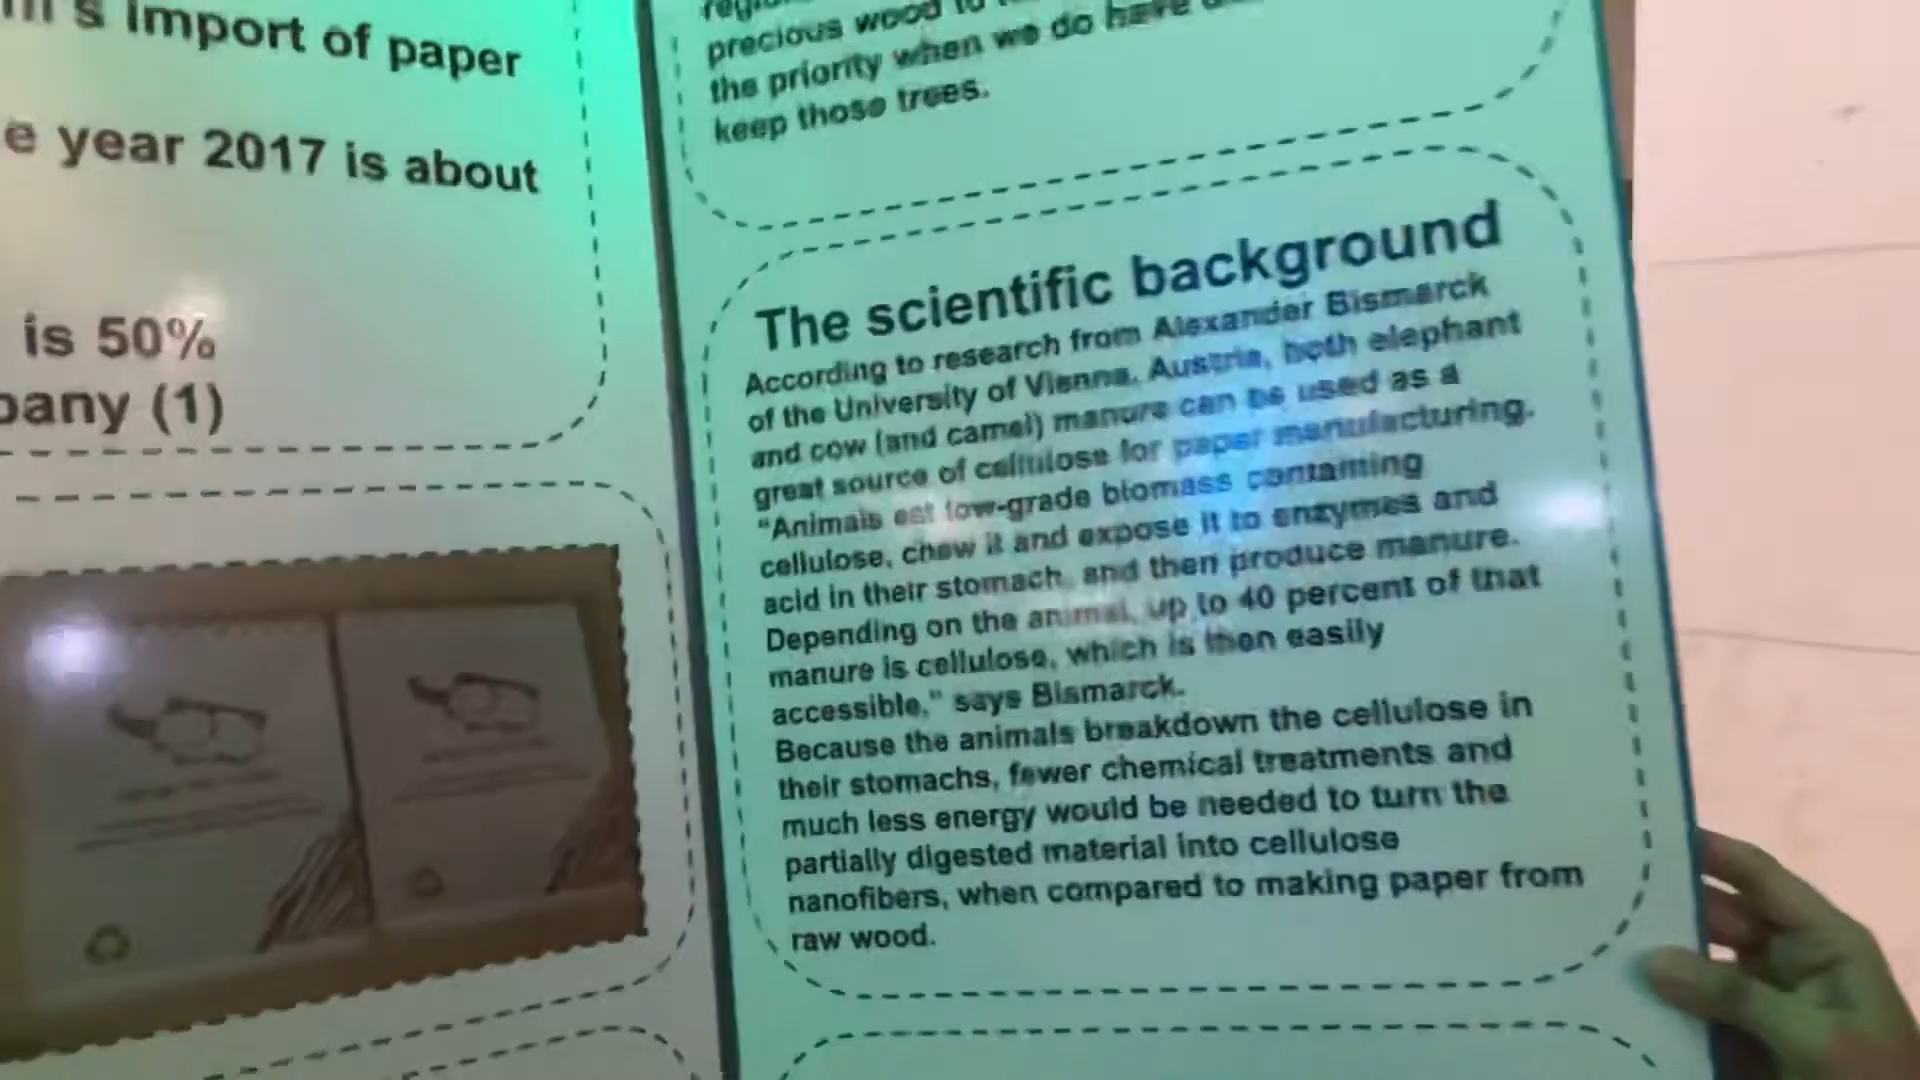 's import of paper
e year 2017 is about
is 50%
pany (1)
precious wood to
the priority when we do have
keep those trees.
The scientific background
According to research from Alexander Bismarck
of the University of Vienna, Austria, both elephant
and cow (and camel) manure can be used as a
great source of cellulose for paper manufacturing.
"Animals eat low-grade biomass containing
cellulose, chew it and expose it to enzymes and
acid in their stomach, and then produce manure.
Depending on the animal, up to 40 percent of that
manure is cellulose, which is then easily
accessible," says Bismarck.
Because the animals breakdown the cellulose in
their stomachs, fewer chemical treatments and
much less energy would be needed to turn the
partially digested material into cellulose
nanofibers, when compared to making paper from
raw wood.